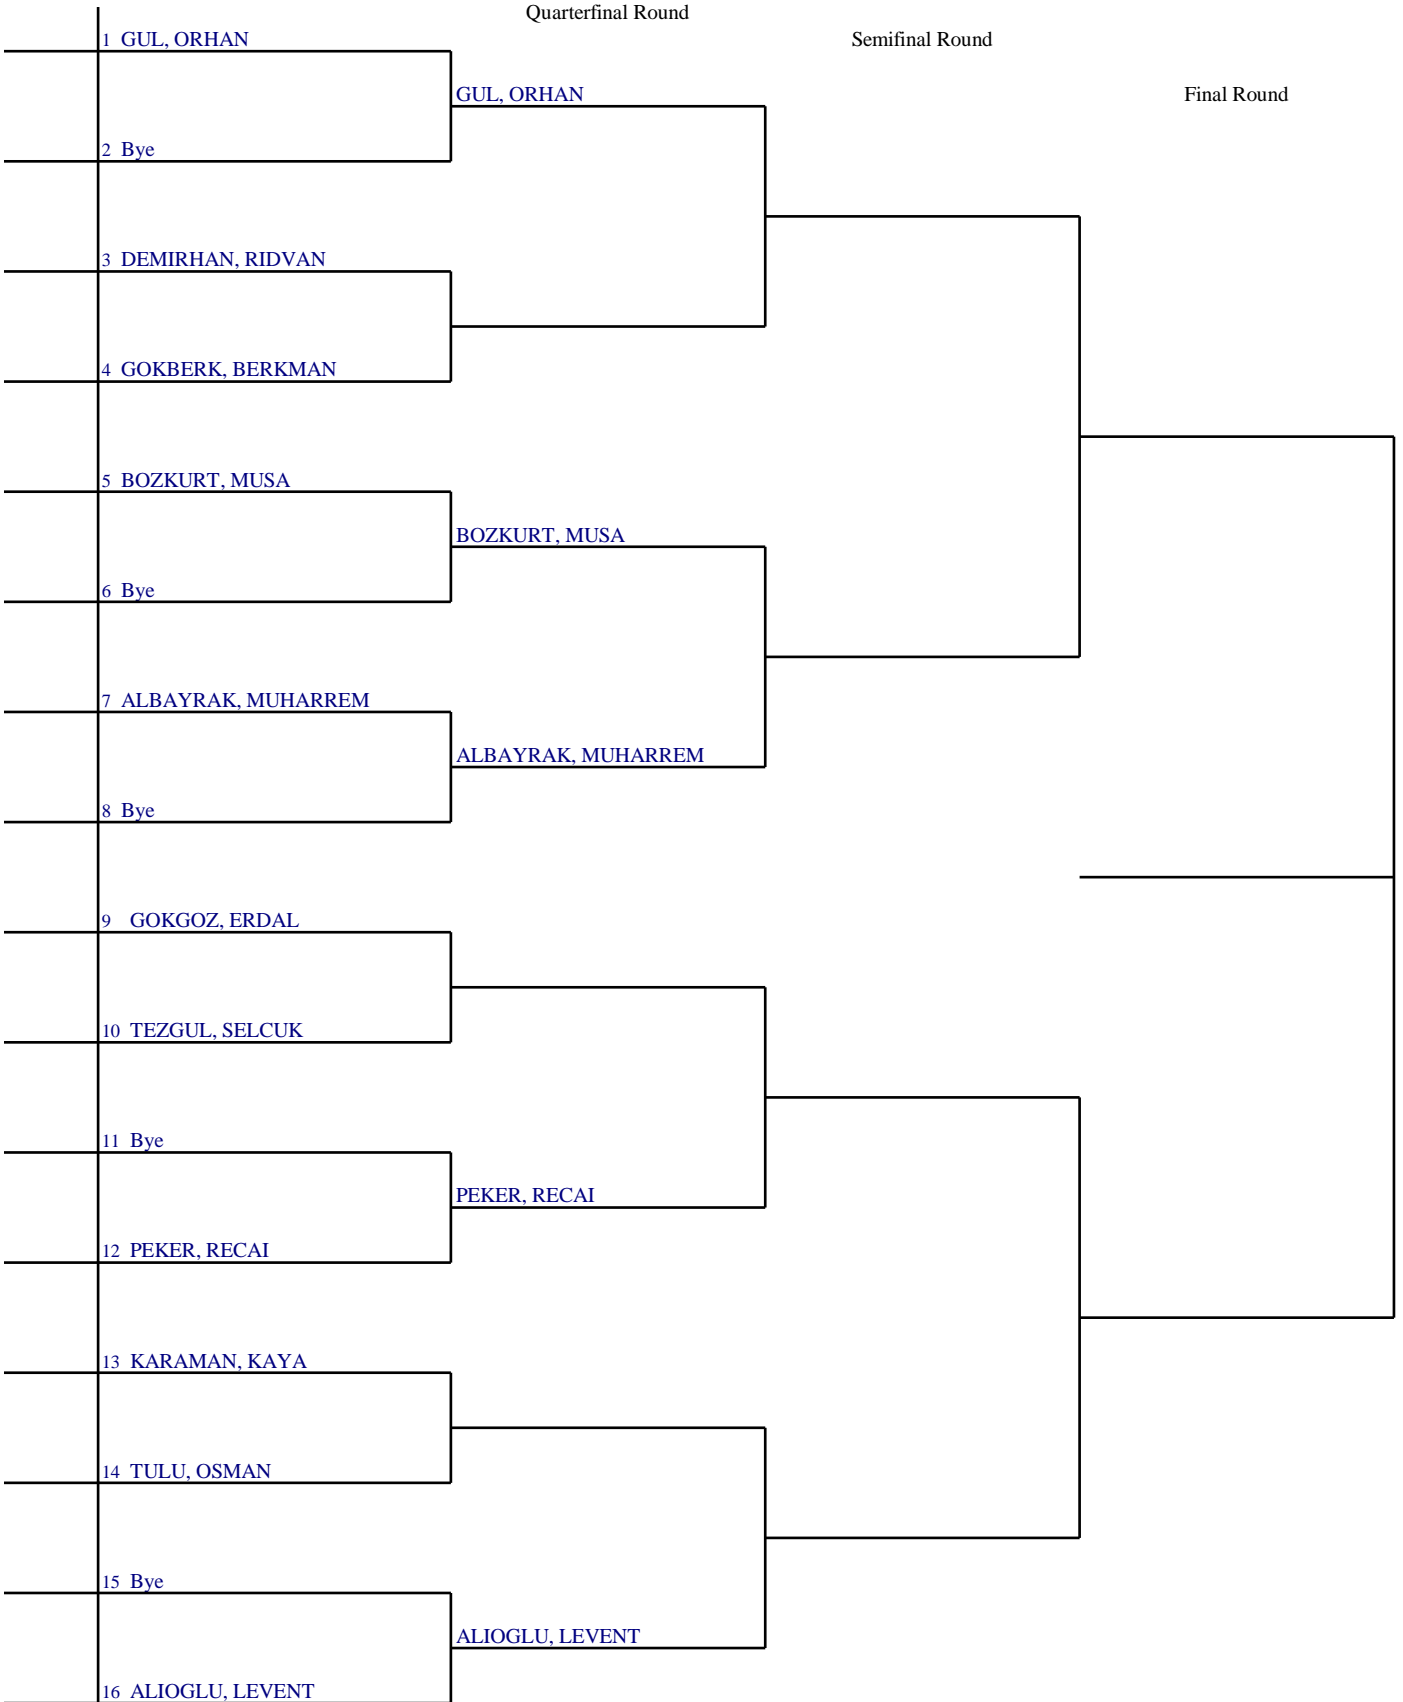 Quarterfinal Round
Semifinal Round
Final Round
1 GUL, ORHAN
GUL, ORHAN
2 Bye
3 DEMIRHAN, RIDVAN
4 GOKBERK, BERKMAN
5 BOZKURT, MUSA
BOZKURT, MUSA
6 Bye
7 ALBAYRAK, MUHARREM
ALBAYRAK, MUHARREM
8 Bye
9 GOKGOZ, ERDAL
10 TEZGUL, SELCUK
11 Bye
PEKER, RECAI
12 PEKER, RECAI
13 KARAMAN, KAYA
14 TULU, OSMAN
15 Bye
ALIOGLU, LEVENT
16 ALIOGLU, LEVENT